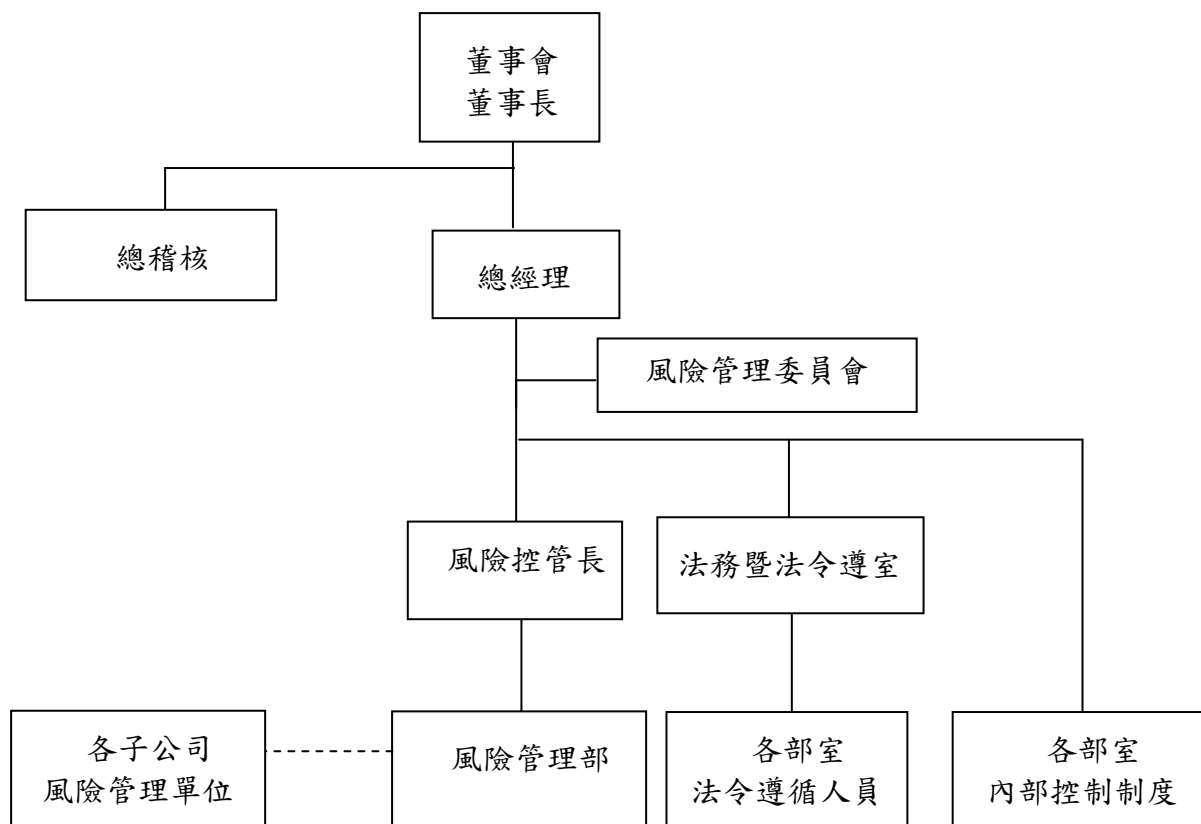 董事會
董事長
總稽核
總經理
風險管理委員會
風險控管長
法務暨法令遵室
各子公司
風險管理單位
風險管理部
各部室
法令遵循人員
各部室
內部控制制度